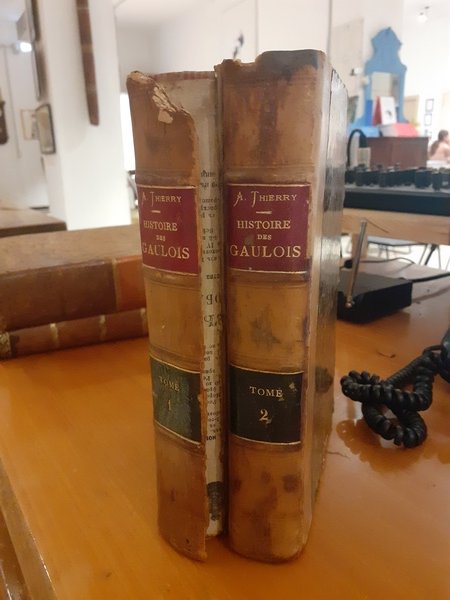 A. THIERRY
HISTOIRE
DES
GAULOIS
TOME
1
A. THIERRY
HISTOIRE
DES
GAULOIS
TOME
2